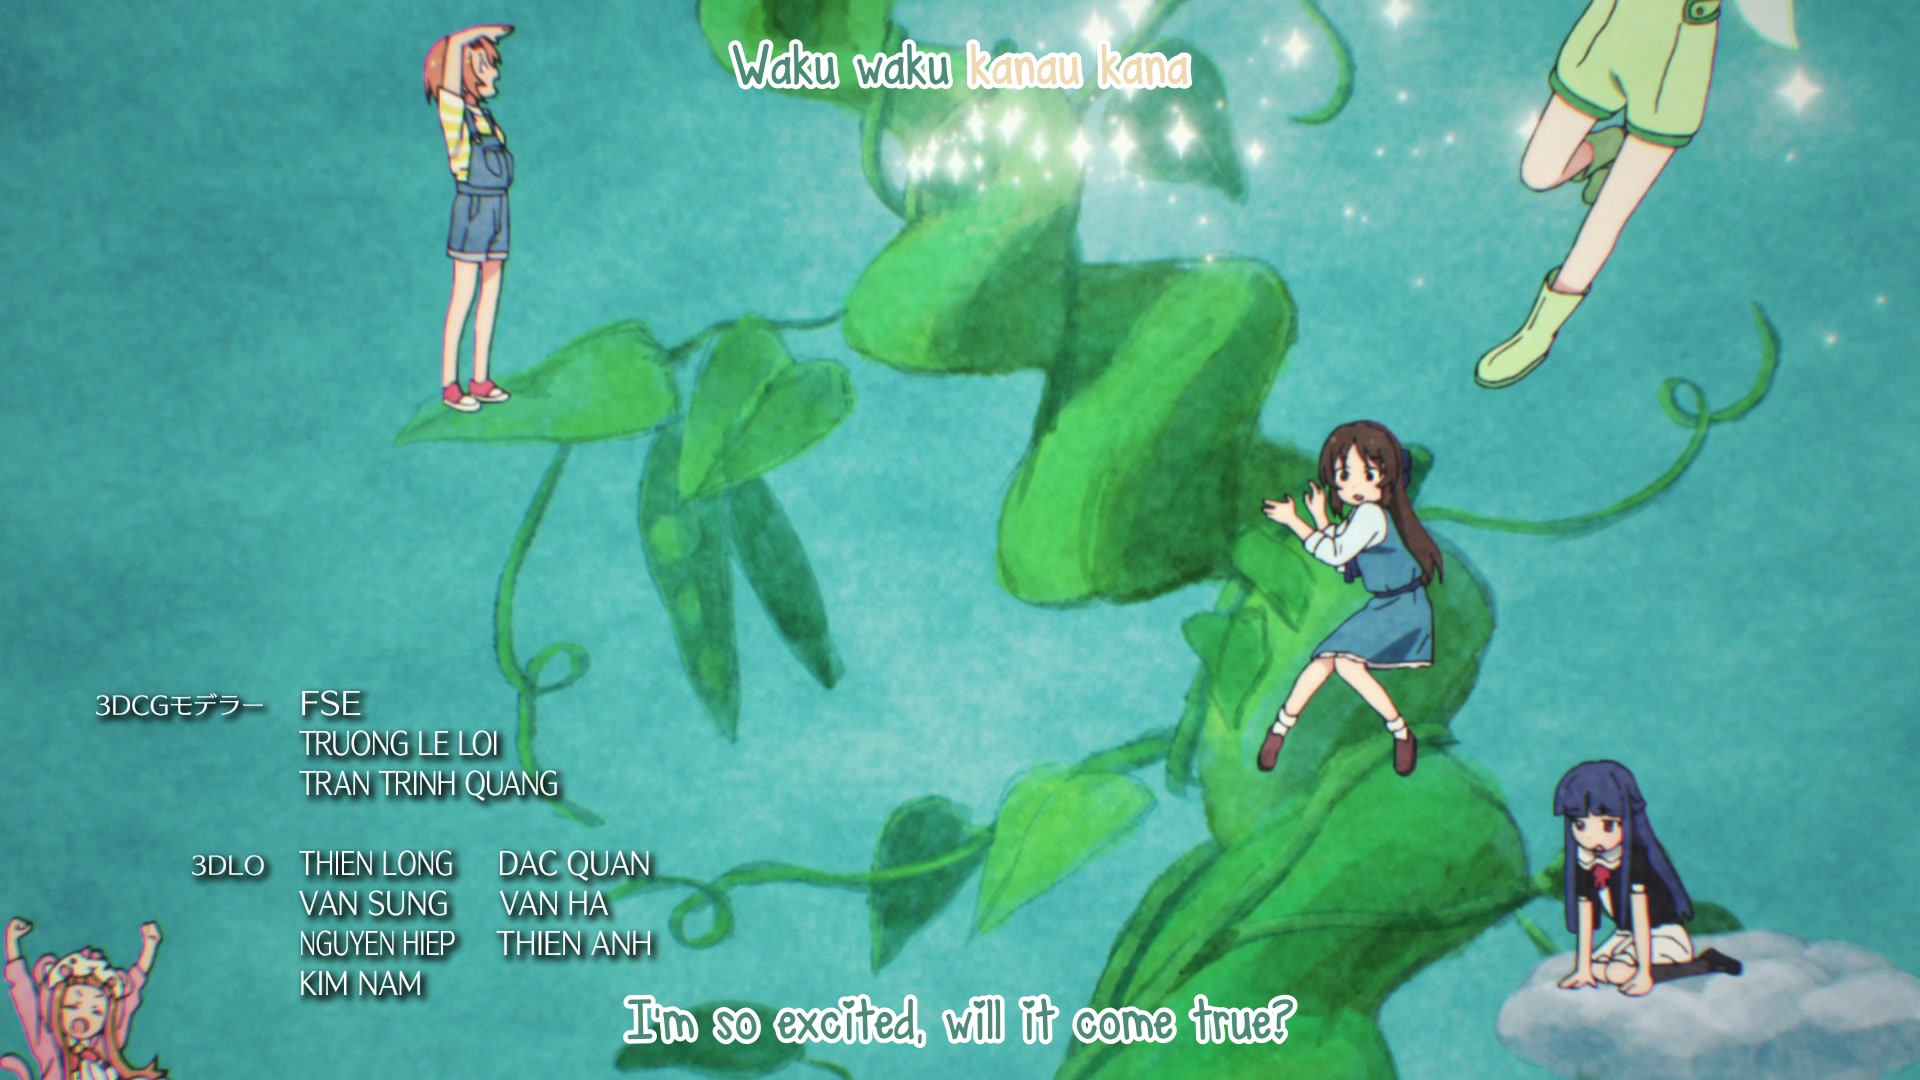 Waku waku kanau kana
3DCGモデラー FSE
TRUONG LE LOI
TRAN TRINH QUANG
3DLO THIEN LONG DAC QUAN
VAN SUNG VAN HA
NGUYEN HIEP THIEN ANH
KIM NAM
I'm so excited, will it come true?